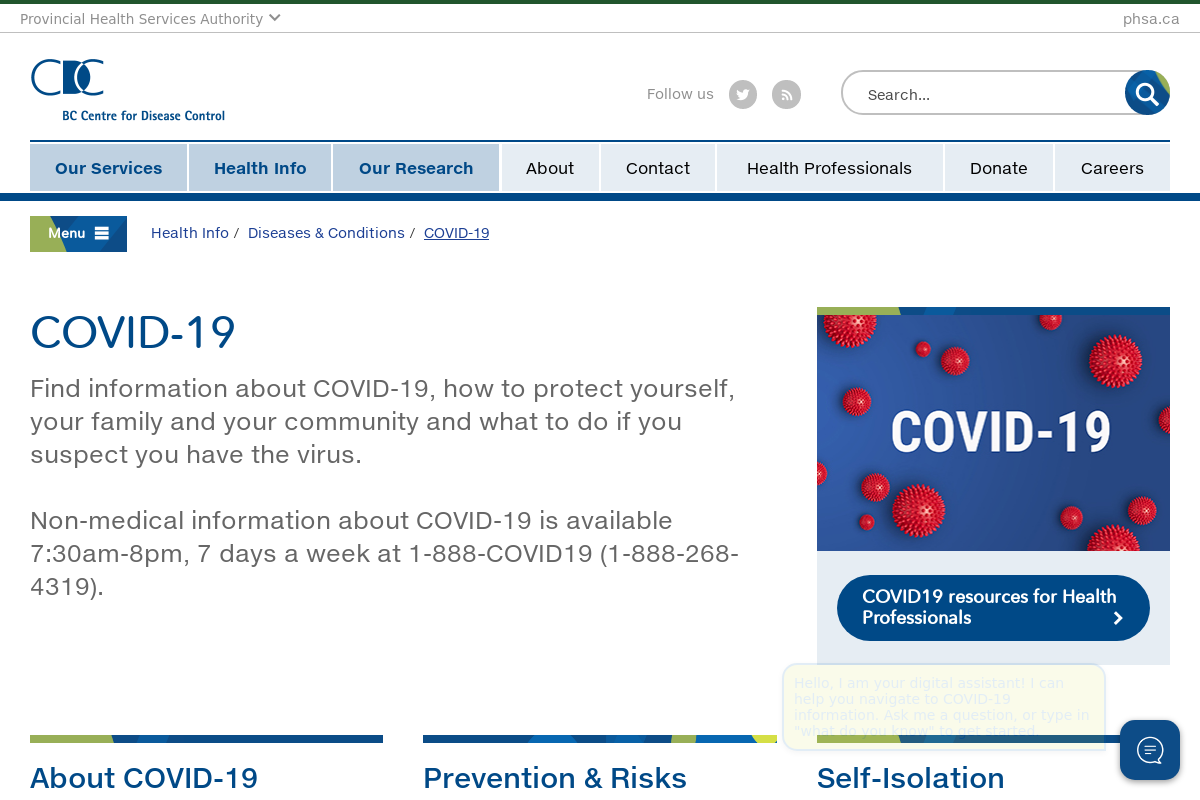 Provincial Health Services Authority
phsa.ca
CDC
BC Centre for Disease Control
Follow us
Search...
Our Services
Health Info
Our Research
About
Contact
Health Professionals
Donate
Careers
Menu
Health Info / Diseases & Conditions / COVID-19
COVID-19
Find information about COVID-19, how to protect yourself,
your family and your community and what to do if you
suspect you have the virus.
Non-medical information about COVID-19 is available
7:30am-8pm, 7 days a week at 1-888-COVID19 (1-888-268-
4319).
COVID-19
COVID19 resources for Health
Professionals
Hello, I am your digital assistant! I can
help you navigate to COVID-19
information. Ask me a question, or type in
"what do you know" to get started.
About COVID-19
Prevention & Risks
Self-Isolation